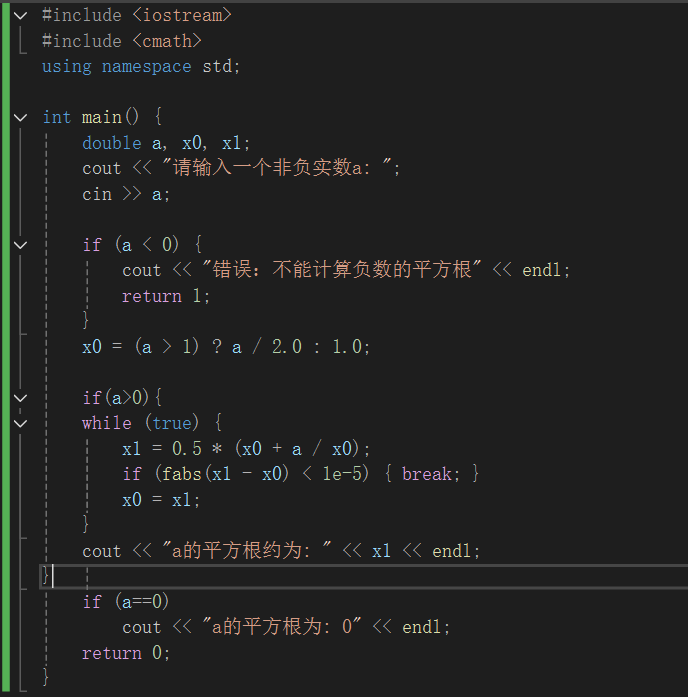 #include <iostream>
#include <cmath>
using namespace std;
int main() {
double a, x0, x1;
cout << "请输入一个非负实数a: ";
cin >> a;
if (a < 0) {
cout << "错误：不能计算负数的平方根" << endl;
return 1;
}
x0 = (a > 1) ? a / 2.0 : 1.0;
if(a>0){
while (true) {
x1 = 0.5 * (x0 + a / x0);
if (fabs(x1 - x0) < 1e-5) { break; }
x0 = x1;
}
cout << "a的平方根约为: " << x1 << endl;
}
if (a==0)
cout << "a的平方根为: 0" << endl;
return 0;
}